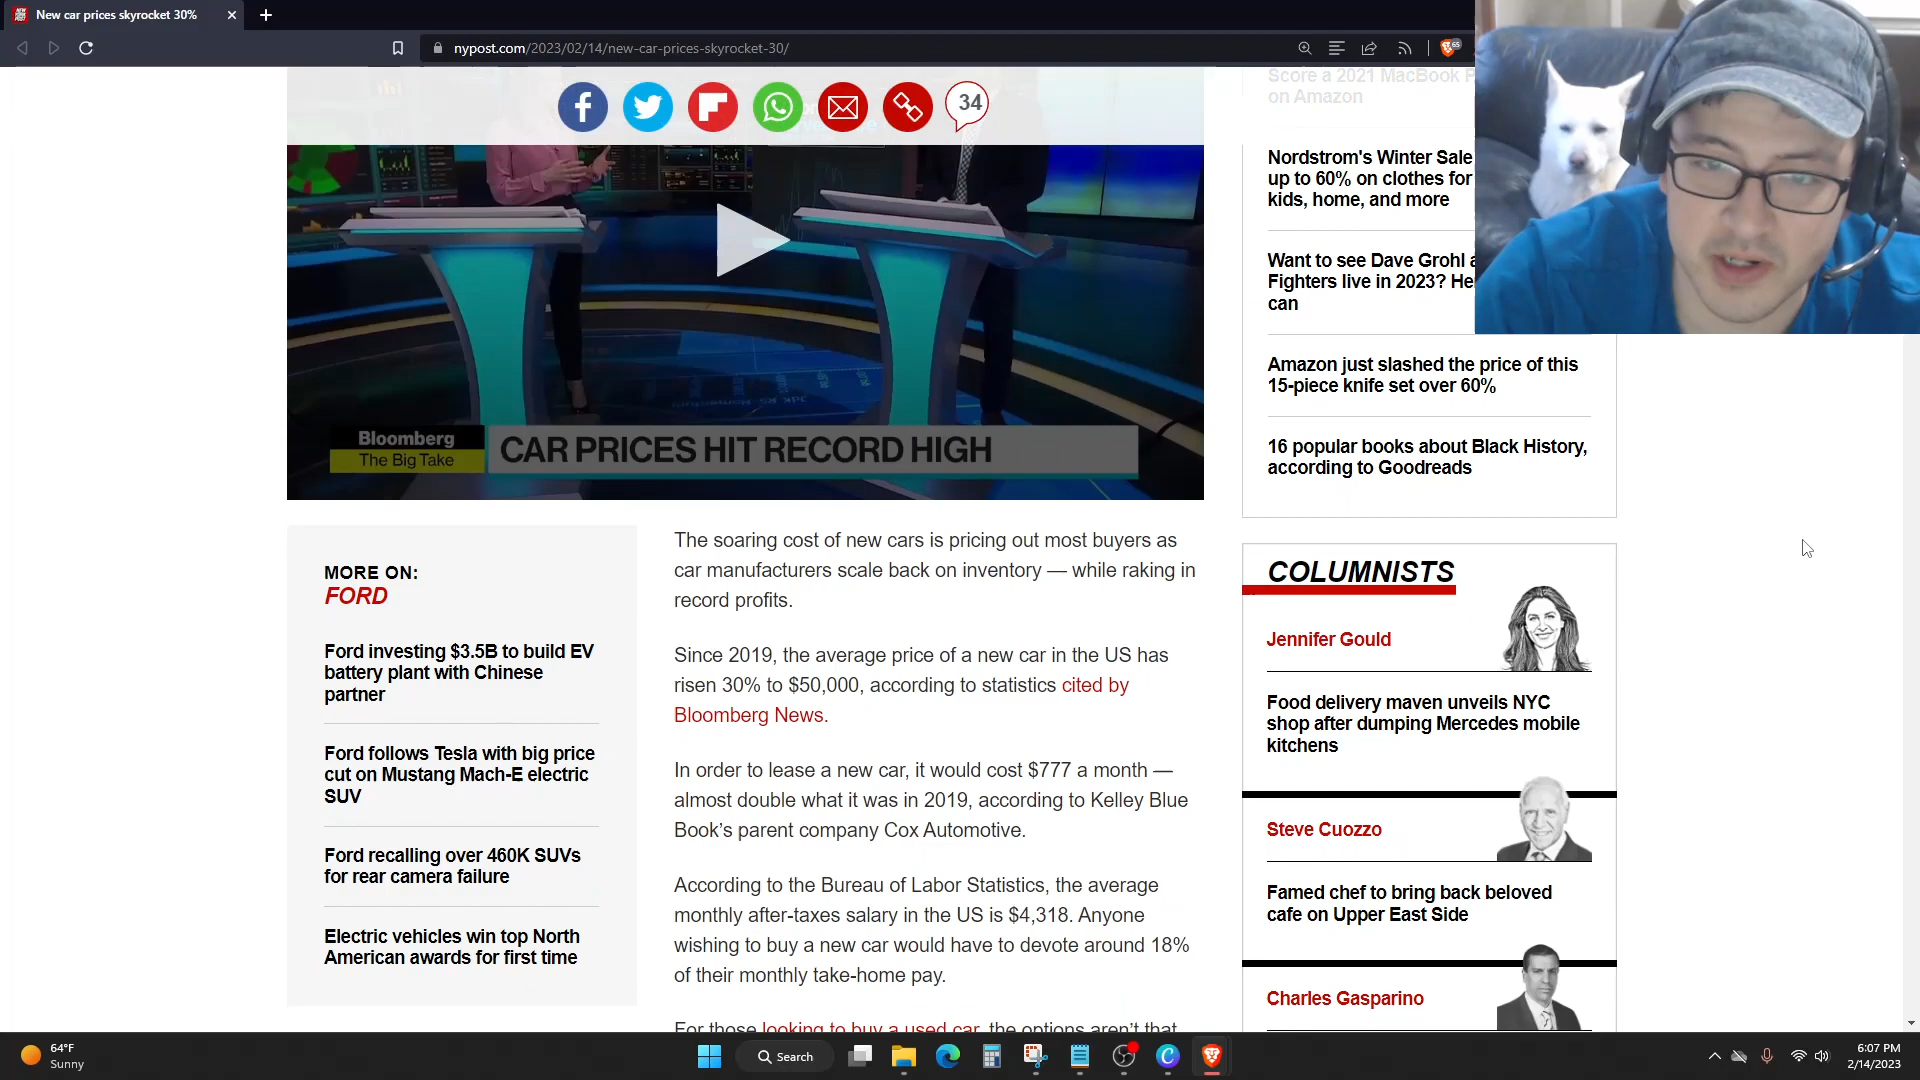 New car prices skyrocket 30%
nypost.com/2023/02/14/new-car-prices-skyrocket-30/
65
34
Score a 2021 MacBook P
on Amazon
Nordstrom's Winter Sale
up to 60% on clothes for
kids, home, and more
Want to see Dave Grohl a
Fighters live in 2023? He
can
Amazon just slashed the price of this
15-piece knife set over 60%
16 popular books about Black History,
according to Goodreads
Bloomberg
The Big Take
CAR PRICES HIT RECORD HIGH
MORE ON:
FORD
Ford investing $3.5B to build EV
battery plant with Chinese
partner
Ford follows Tesla with big price
cut on Mustang Mach-E electric
SUV
Ford recalling over 460K SUVs
for rear camera failure
Electric vehicles win top North
American awards for first time
The soaring cost of new cars is pricing out most buyers as
car manufacturers scale back on inventory — while raking in
record profits.
Since 2019, the average price of a new car in the US has
risen 30% to $50,000, according to statistics cited by
Bloomberg News.
In order to lease a new car, it would cost $777 a month —
almost double what it was in 2019, according to Kelley Blue
Book's parent company Cox Automotive.
According to the Bureau of Labor Statistics, the average
monthly after-taxes salary in the US is $4,318. Anyone
wishing to buy a new car would have to devote around 18%
of their monthly take-home pay.
For those looking to buy a used car, the options aren't that
COLUMNISTS
Jennifer Gould
Food delivery maven unveils NYC
shop after dumping Mercedes mobile
kitchens
Steve Cuozzo
Famed chef to bring back beloved
cafe on Upper East Side
Charles Gasparino
64°F
Sunny
Search
6:07 PM
2/14/2023